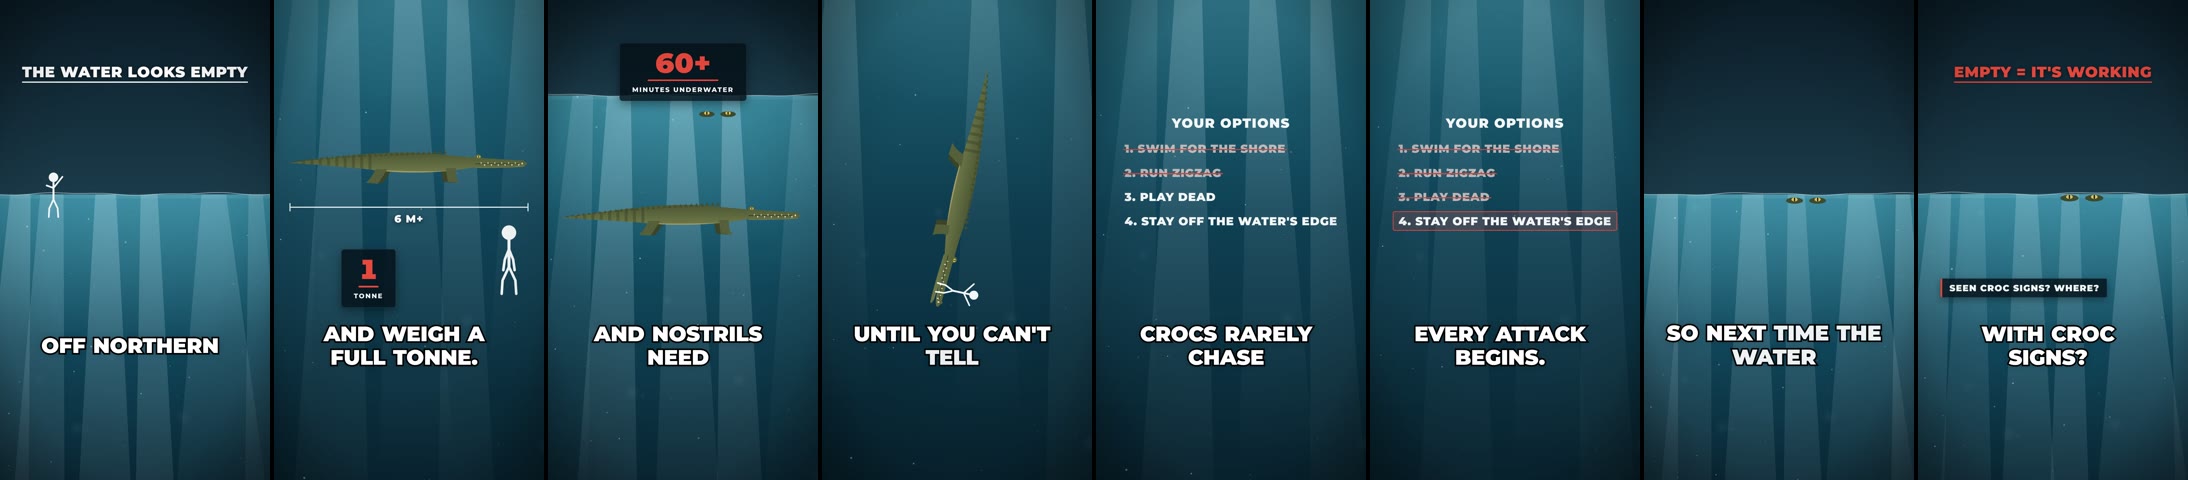 THE WATER LOOKS EMPTY
OFF NORTHERN
6 M+
1
TONNE
AND WEIGH A
FULL TONNE.
60+
MINUTES UNDERWATER
AND NOSTRILS
NEED
UNTIL YOU CAN'T
TELL
YOUR OPTIONS
1. SWIM FOR THE SHORE
2. RUN ZIGZAG
3. PLAY DEAD
4. STAY OFF THE WATER'S EDGE
CROCS RARELY
CHASE
YOUR OPTIONS
1. SWIM FOR THE SHORE
2. RUN ZIGZAG
3. PLAY DEAD
4. STAY OFF THE WATER'S EDGE
EVERY ATTACK
BEGINS.
SO NEXT TIME THE
WATER
EMPTY = IT'S WORKING
SEEN CROC SIGNS? WHERE?
WITH CROC
SIGNS?